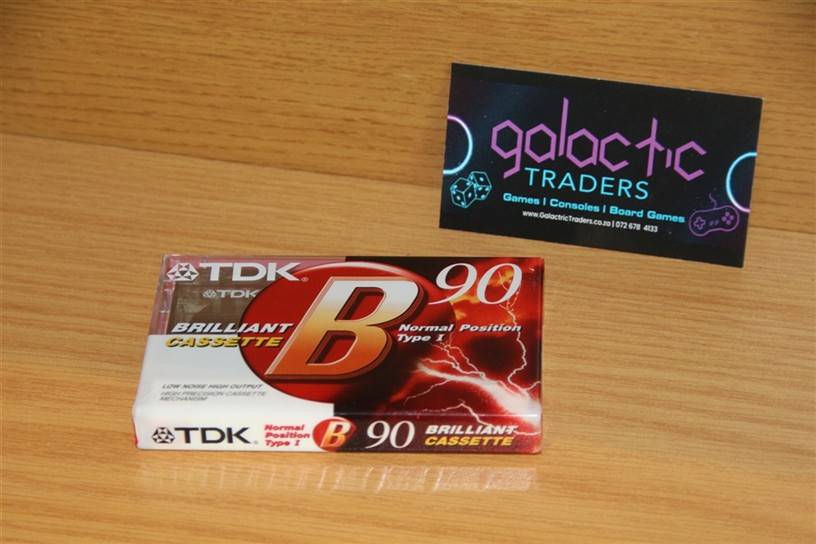 galactic
TRADERS
Games | Consoles | Board Games
www.GalactricTraders.co.za | 072 678 4133
TDK®
TDK
BRILLIANT
CASSETTE
B
90
Normal Position
Type I
LOW NOISE HIGH OUTPUT
HIGH PRECISION CASSETTE
MECHANISM
TDK®
Normal
Position
Type I
B
90
BRILLIANT
CASSETTE